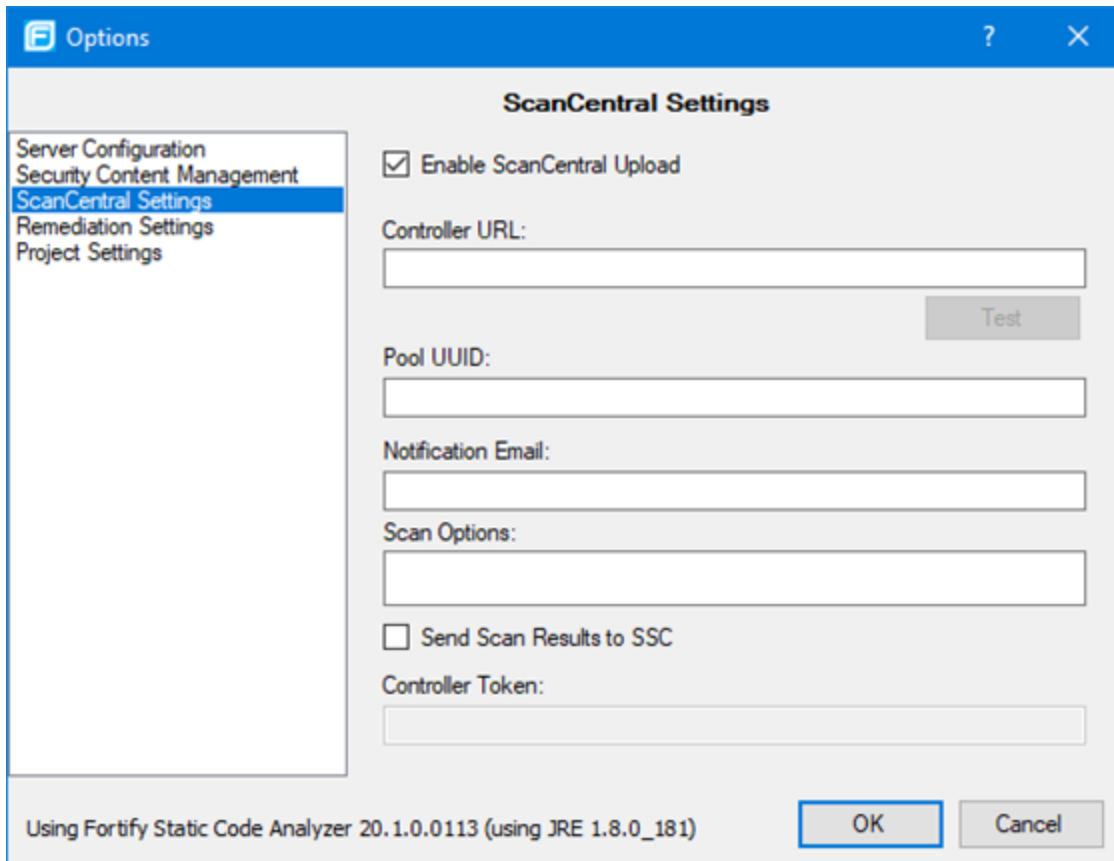 Options
?
ScanCentral Settings
Server Configuration
Security Content Management
ScanCentral Settings
Remediation Settings
Project Settings
Enable ScanCentral Upload
Controller URL:
Test
Pool UUID:
Notification Email:
Scan Options:
Send Scan Results to SSC
Controller Token:
Using Fortify Static Code Analyzer 20.1.0.0113 (using JRE 1.8.0_181)
OK
Cancel